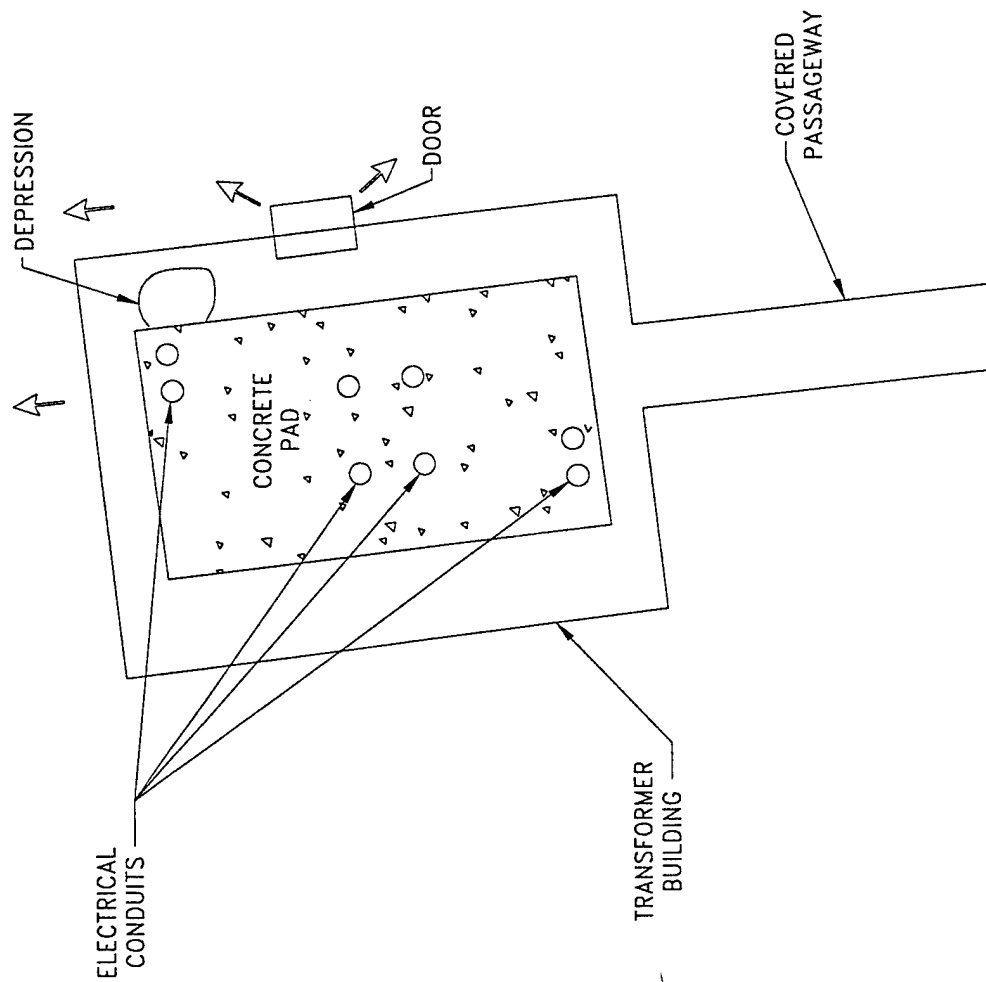 DEPRESSION
DOOR
COVERED
PASSAGEWAY
CONCRETE
PAD
ELECTRICAL
CONDUITS
TRANSFORMER
BUILDING